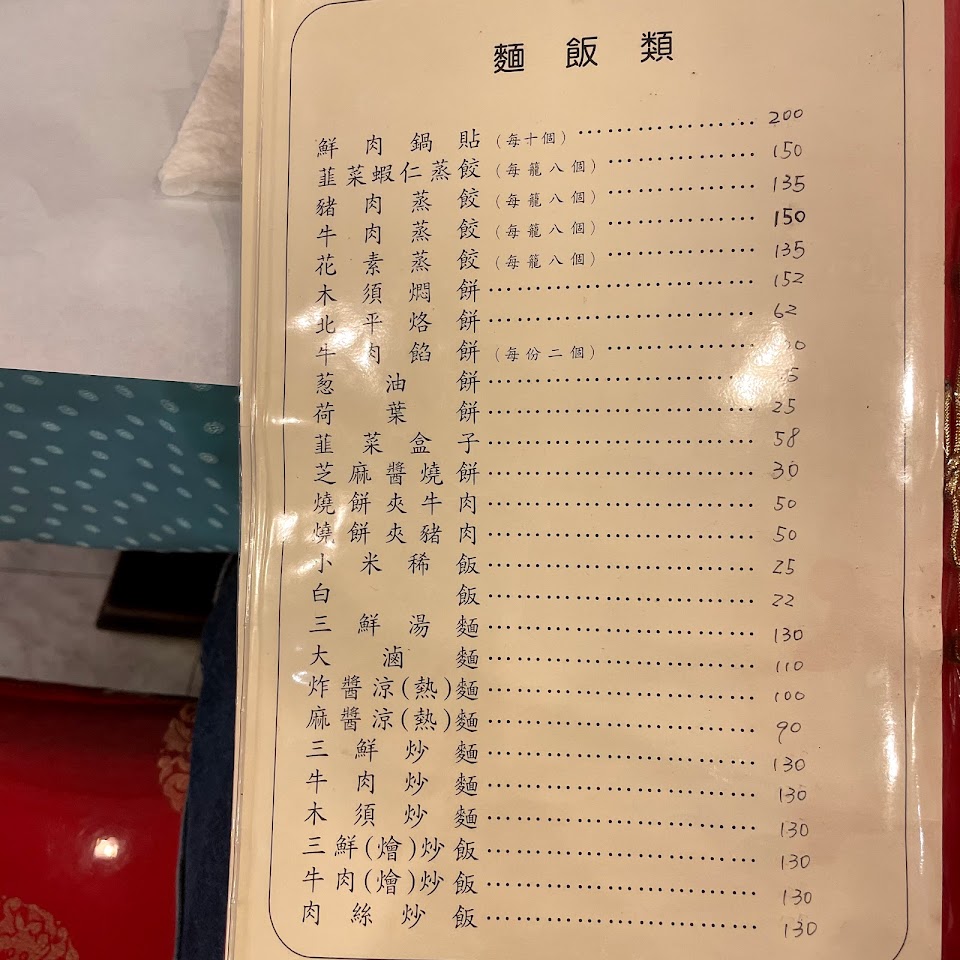 麵飯類
鮮肉鍋貼(每十個) 200
韭菜蝦仁蒸餃(每籠八個) 150
豬肉蒸餃(每籠八個) 135
牛肉蒸餃(每籠八個) 150
花素蒸餃(每籠八個) 135
木須燜餅 152
北平烙餅 62
牛肉餡餅(每份二個)
葱油餅
荷葉餅 25
韭菜盒子 58
芝麻醬燒餅 30
燒餅夾牛肉 50
燒餅夾豬肉 50
小米稀飯 25
白飯 22
三鮮湯麵 130
大滷麵 110
炸醬涼(熱)麵 100
麻醬涼(熱)麵 90
三鮮炒麵 130
牛肉炒麵 130
木須炒麵 130
三鮮(燴)炒飯 130
牛肉(燴)炒飯 130
肉絲炒飯 130